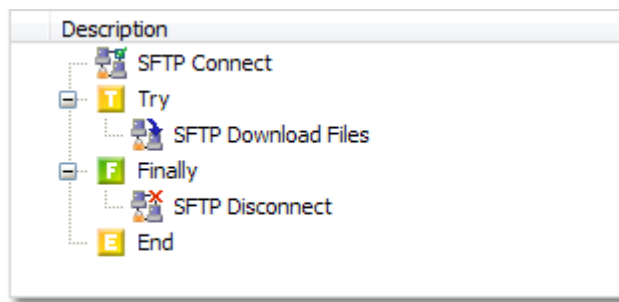 Description
SFTP Connect
T Try
SFTP Download Files
F Finally
SFTP Disconnect
E End